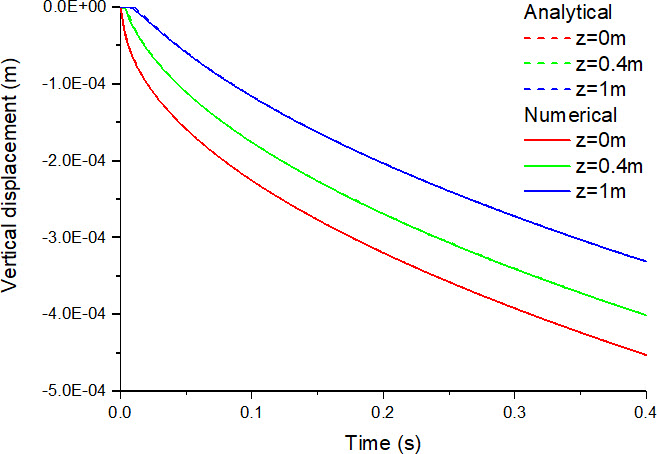 0.0E+00
-1.0E-04
-2.0E-04
-3.0E-04
-4.0E-04
-5.0E-04
Vertical displacement (m)
0.0
0.1
0.2
0.3
0.4
Time (s)
Analytical
z=0m
z=0.4m
z=1m
Numerical
z=0m
z=0.4m
z=1m